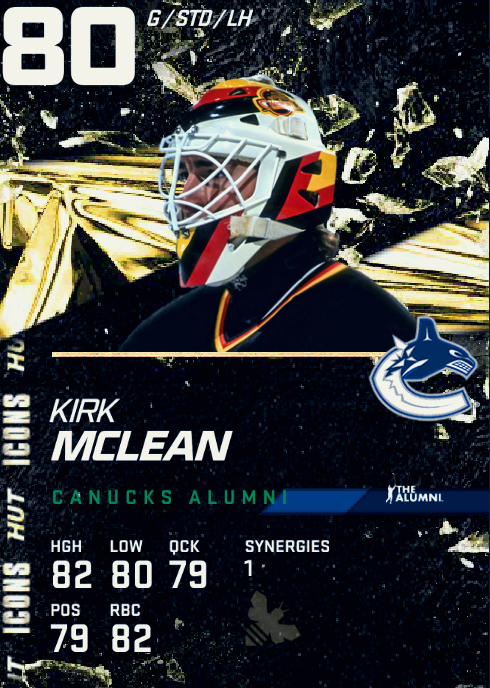 80
G/STD/LH
KIRK
MCLEAN
CANUCKS ALUMNI
THE
ALUMNI.
HGH LOW QCK SYNERGIES
82 80 79 1
POS RBC
79 82
ICONS HUT
ICONS HUT